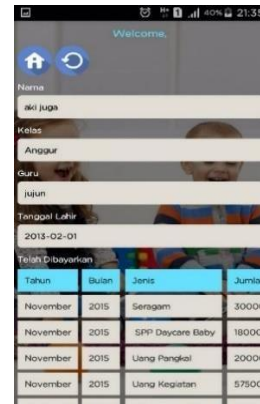 40% 21:35
Welcome,
Nama
aki juga
Kelas
Anggur
Guru
jujun
Tanggal Lahir
2013-02-01
Telah Dibayarkan
Tahun Bulan Jenis Jumla
November 2015 Seragam 30000
November 2015 SPP Daycare Baby 18000
November 2015 Uang Pangkal 20000
November 2015 Uang Kegiatan 57500